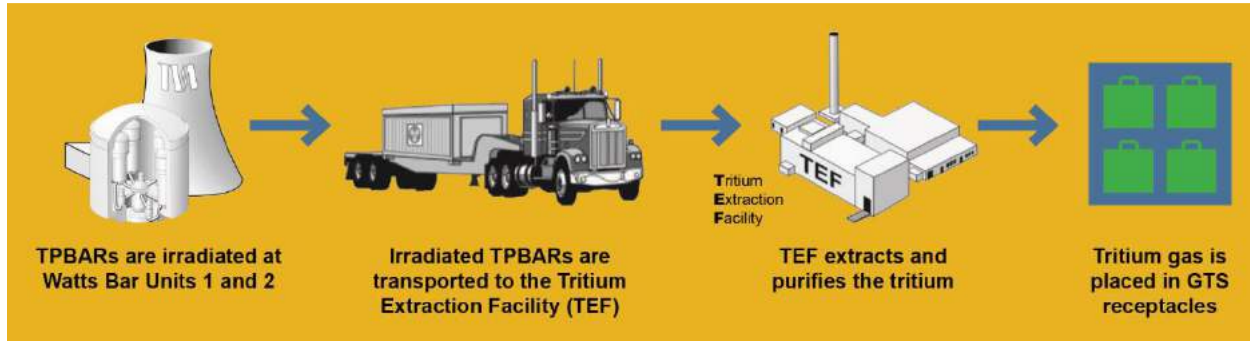 TVA
TPBARs are irradiated at
Watts Bar Units 1 and 2
Irradiated TPBARs are
transported to the Tritium
Extraction Facility (TEF)
Tritium
Extraction
Facility
TEF
TEF extracts and
purifies the tritium
Tritium gas is
placed in GTS
receptacles